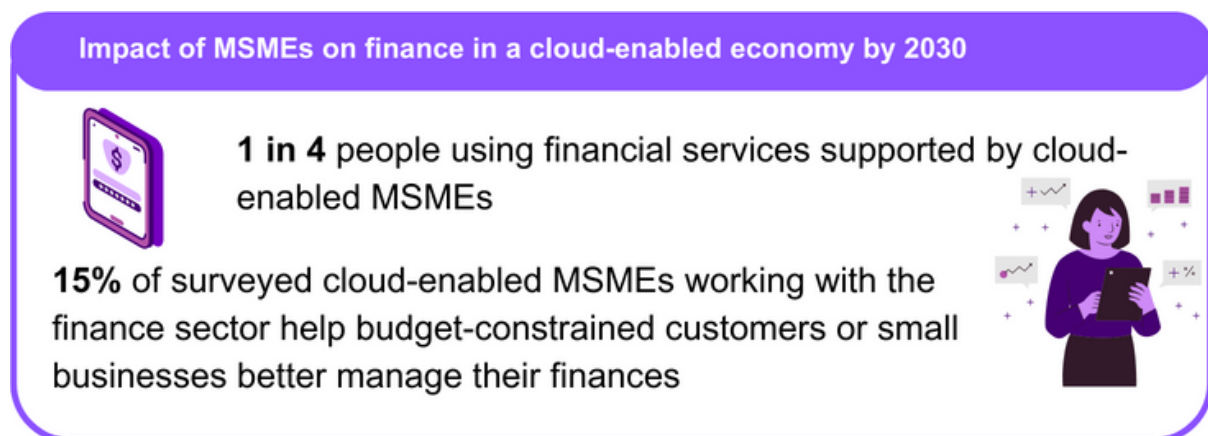 Impact of MSMEs on finance in a cloud-enabled economy by 2030
$
1 in 4 people using financial services supported by cloud-
enabled MSMEs
15% of surveyed cloud-enabled MSMEs working with the
finance sector help budget-constrained customers or small
businesses better manage their finances
+
+ %